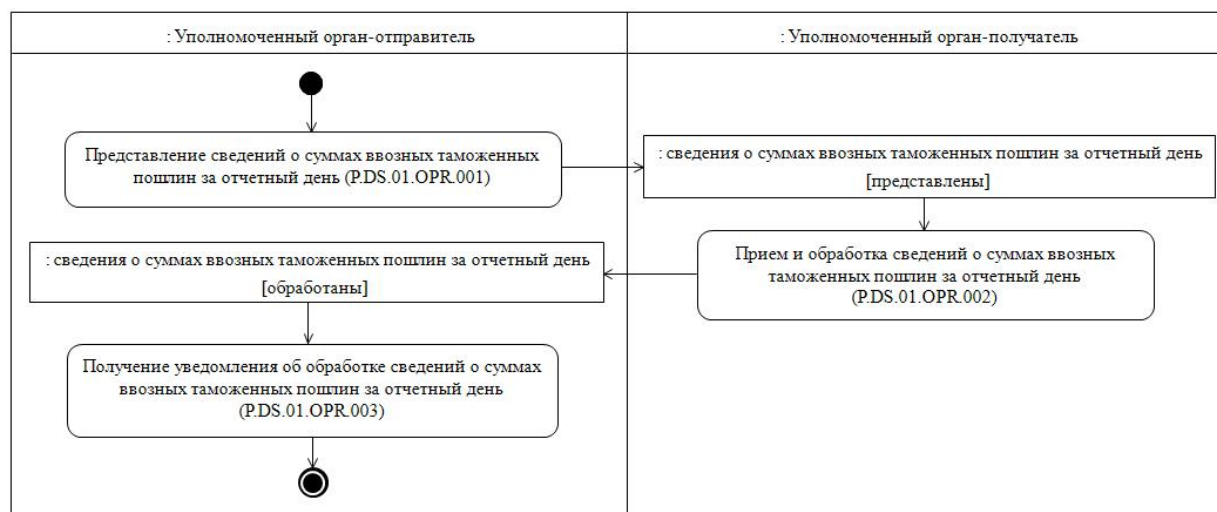 : Уполномоченный орган-отправитель
: Уполномоченный орган-получатель
Представление сведений о суммах ввозных таможенных
пошлин за отчетный день (P.DS.01.OPR.001)
: сведения о суммах ввозных таможенных пошлин за отчетный день
[представлены]
Прием и обработка сведений о суммах ввозных
таможенных пошлин за отчетный день
(P.DS.01.OPR.002)
: сведения о суммах ввозных таможенных пошлин за отчетный день
[обработаны]
Получение уведомления об обработке сведений о суммах
ввозных таможенных пошлин за отчетный день
(P.DS.01.OPR.003)